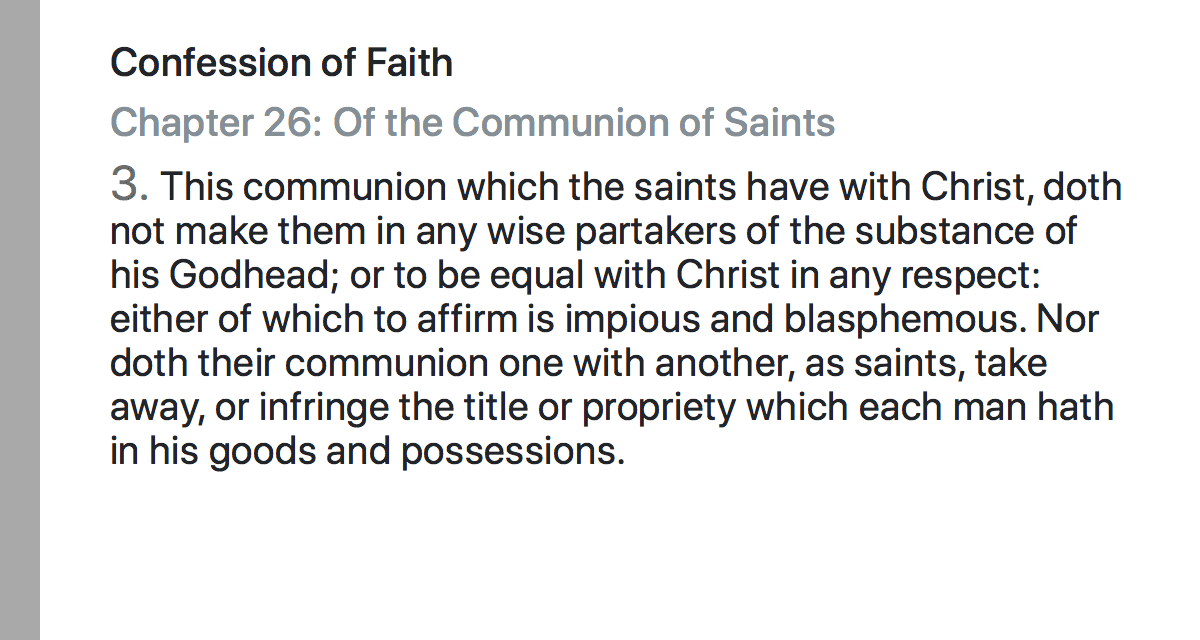 Confession of Faith
Chapter 26: Of the Communion of Saints
3. This communion which the saints have with Christ, doth
not make them in any wise partakers of the substance of
his Godhead; or to be equal with Christ in any respect:
either of which to affirm is impious and blasphemous. Nor
doth their communion one with another, as saints, take
away, or infringe the title or propriety which each man hath
in his goods and possessions.